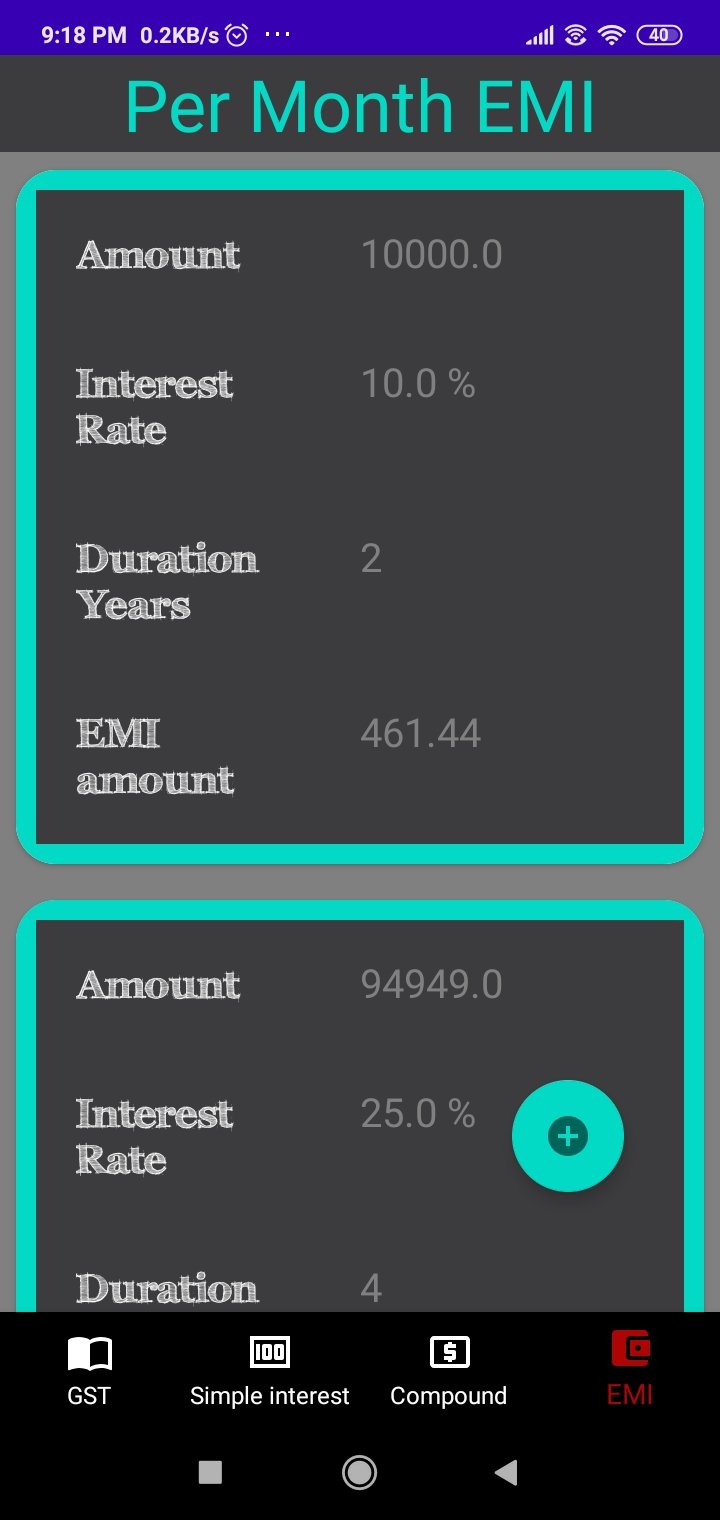 9:18 PM 0.2KB/s ... 40
Per Month EMI
Amount 10000.0
Interest 10.0 %
Rate
Duration 2
Years
EMI 461.44
amount
Amount 94949.0
Interest 25.0 %
Rate
Duration 4
100 $
GST Simple interest Compound EMI